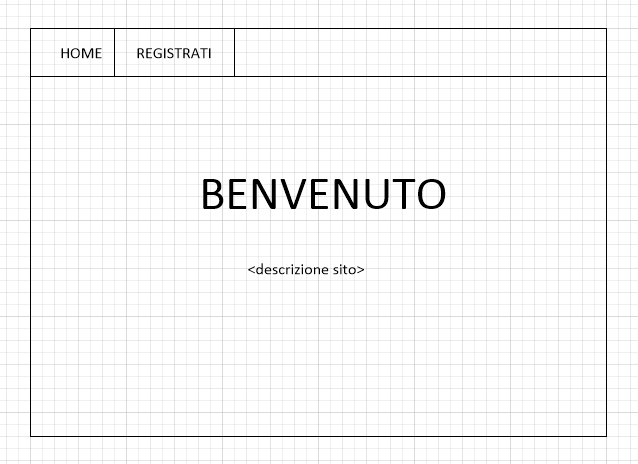 HOME
REGISTRATI
BENVENUTO
<descrizione sito>